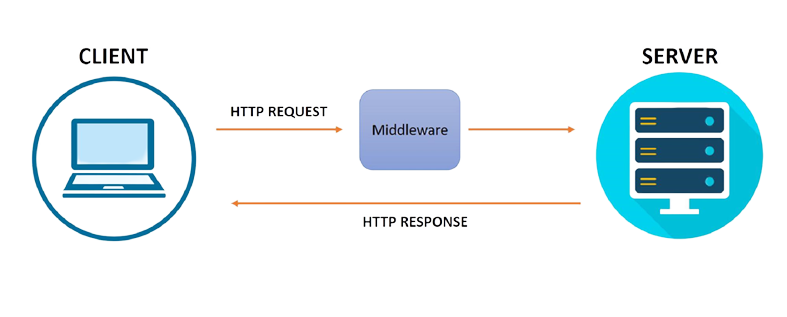 CLIENT
SERVER
HTTP REQUEST
Middleware
HTTP RESPONSE